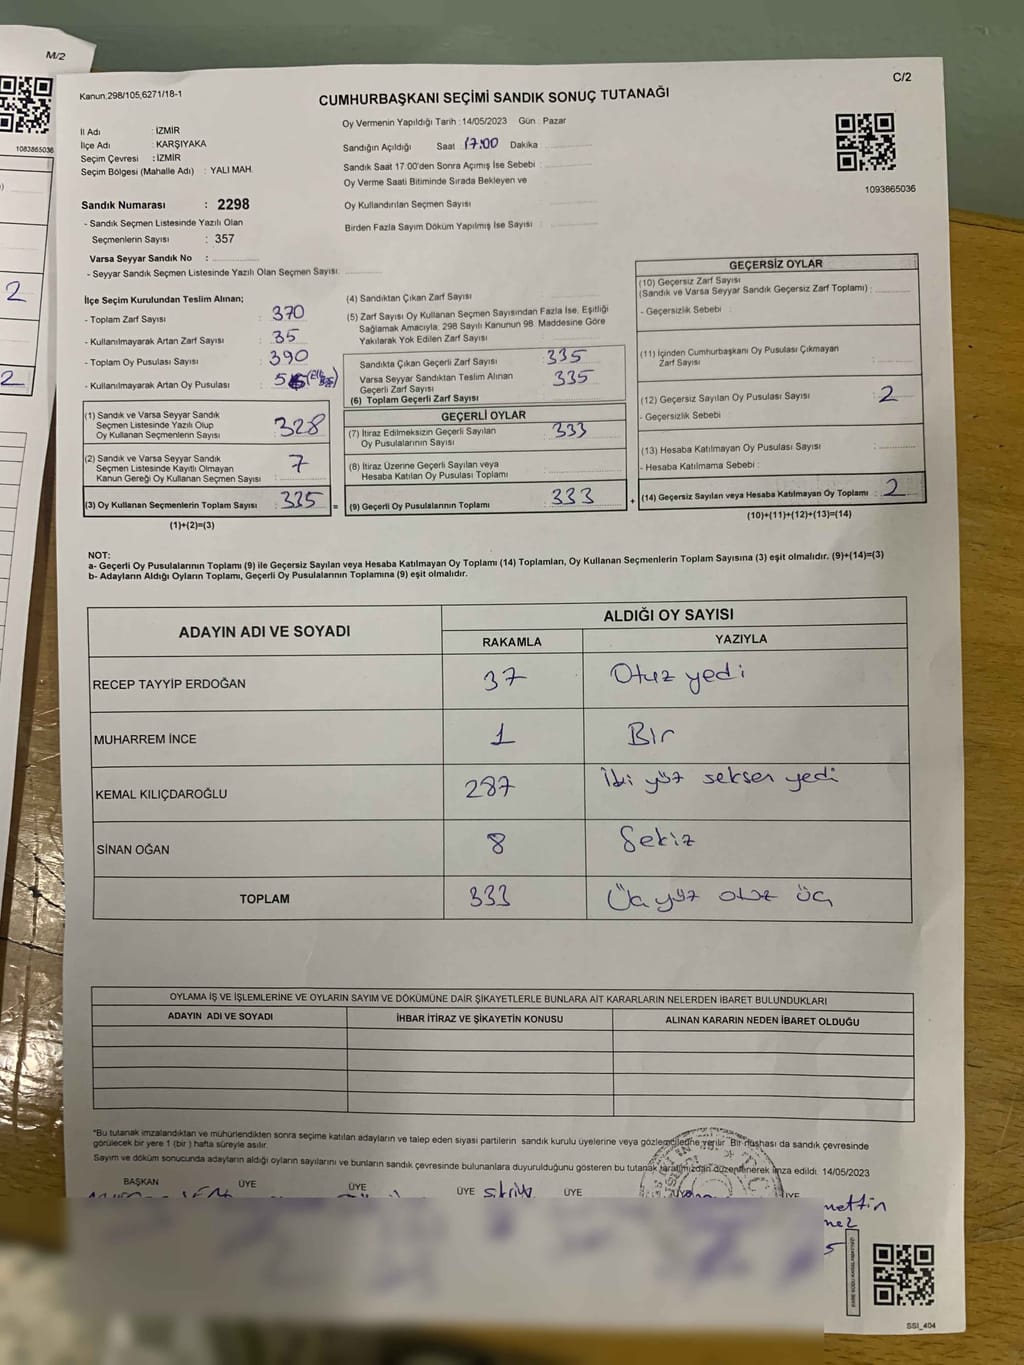 M/2
1083865036
2
2
C/2
Kanun,298/105,6271/18-1
CUMHURBAŞKANI SEÇİMİ SANDIK SONUÇ TUTANAĞI
1093865036
İl Adı : İZMİR
İlçe Adı : KARŞIYAKA
Seçim Çevresi : İZMİR
Seçim Bölgesi (Mahalle Adı) : YALI MAH.
Sandık Numarası : 2298
- Sandık Seçmen Listesinde Yazılı Olan
Seçmenlerin Sayısı : 357
Varsa Seyyar Sandık No :
- Seyyar Sandık Seçmen Listesinde Yazılı Olan Seçmen Sayısı:
Oy Vermenin Yapıldığı Tarih : 14/05/2023 Gün : Pazar
Sandığın Açıldığı Saat 17:00 Dakika
Sandık Saat 17:00'den Sonra Açımış İse Sebebi :
Oy Verme Saati Bitiminde Sırada Bekleyen ve
Oy Kullandırılan Seçmen Sayısı
Birden Fazla Sayım Döküm Yapılmış İse Sayısı :
İlçe Seçim Kurulundan Teslim Alınan;
- Toplam Zarf Sayısı : 370
- Kullanılmayarak Artan Zarf Sayısı : 35
- Toplam Oy Pusulası Sayısı : 390
- Kullanılmayarak Artan Oy Pusulası :
(1) Sandık ve Varsa Seyyar Sandık
Seçmen Listesinde Yazılı Olup
Oy Kullanan Seçmenlerin Sayısı : 328
(2) Sandık ve Varsa Seyyar Sandık
Seçmen Listesinde Kayıtlı Olmayan
Kanun Gereği Oy Kullanan Seçmen Sayısı : 7
(3) Oy Kullanan Seçmenlerin Toplam Sayısı : 335
(1)+(2)=(3)
=
(4) Sandıktan Çıkan Zarf Sayısı
(5) Zarf Sayısı Oy Kullanan Seçmen Sayısından Fazla İse, Eşitliği
Sağlamak Amacıyla, 298 Sayılı Kanunun 98. Maddesine Göre
Yakılarak Yok Edilen Zarf Sayısı
Sandıkta Çıkan Geçerli Zarf Sayısı : 335
Varsa Seyyar Sandıktan Teslim Alınan
Geçerli Zarf Sayısı
(6) Toplam Geçerli Zarf Sayısı : 335
GEÇERLİ OYLAR
(7) İtiraz Edilmeksizin Geçerli Sayılan
Oy Pusulalarının Sayısı : 333
(8) İtiraz Üzerine Geçerli Sayılan veya
Hesaba Katılan Oy Pusulası Toplamı
(9) Geçerli Oy Pusulalarının Toplamı : 333
+
GEÇERSİZ OYLAR
(10) Geçersiz Zarf Sayısı
(Sandık ve Varsa Seyyar Sandık Geçersiz Zarf Toplamı) :
- Geçersizlik Sebebi :
(11) İçinden Cumhurbaşkanı Oy Pusulası Çıkmayan
Zarf Sayısı
(12) Geçersiz Sayılan Oy Pusulası Sayısı : 2
- Geçersizlik Sebebi
(13) Hesaba Katılmayan Oy Pusulası Sayısı :
- Hesaba Katılmama Sebebi :
(14) Geçersiz Sayılan veya Hesaba Katılmayan Oy Toplamı : 2
(10)+(11)+(12)+(13)=(14)
NOT:
a- Geçerli Oy Pusulalarının Toplamı (9) ile Geçersiz Sayılan veya Hesaba Katılmayan Oy Toplamı (14) Toplamları, Oy Kullanan Seçmenlerin Toplam Sayısına (3) eşit olmalıdır. (9)+(14)=(3)
b- Adayların Aldığı Oyların Toplamı, Geçerli Oy Pusulalarının Toplamına (9) eşit olmalıdır.
ADAYIN ADI VE SOYADI
ALDIĞI OY SAYISI
RAKAMLA YAZIYLA
RECEP TAYYİP ERDOĞAN 37 Otuz yedi
MUHARREM İNCE 1 Bir
KEMAL KILIÇDAROĞLU 287 İki yüz seksen yedi
SİNAN OĞAN 8 Sekiz
TOPLAM 333 Üç yüz otuz üç
OYLAMA İŞ VE İŞLEMLERİNE VE OYLARIN SAYIM VE DÖKÜMÜNE DAİR ŞİKAYETLERLE BUNLARA AİT KARARLARIN NELERDEN İBARET BULUNDUKLARI
ADAYIN ADI VE SOYADI İHBAR İTİRAZ VE ŞİKAYETİN KONUSU ALINAN KARARIN NEDEN İBARET OLDUĞU
*Bu tutanak imzalandıktan ve mühürlendikten sonra seçime katılan adayların ve talep eden siyasi partilerin sandık kurulu üyelerine veya gözlemcilerine verilir. Bir nüshası da sandık çevresinde
görülecek bir yere 1 (bir ) hafta süreyle asılır.
Sayım ve döküm sonucunda adayların aldığı oyların sayılarını ve bunların sandık çevresinde bulunanlara duyurulduğunu gösteren bu tutanak tarafımızdan düzenlenerek imza edildi. 14/05/2023
BAŞKAN ÜYE ÜYE ÜYE ÜYE ÜYE ÜYE
mettin
SSI_404